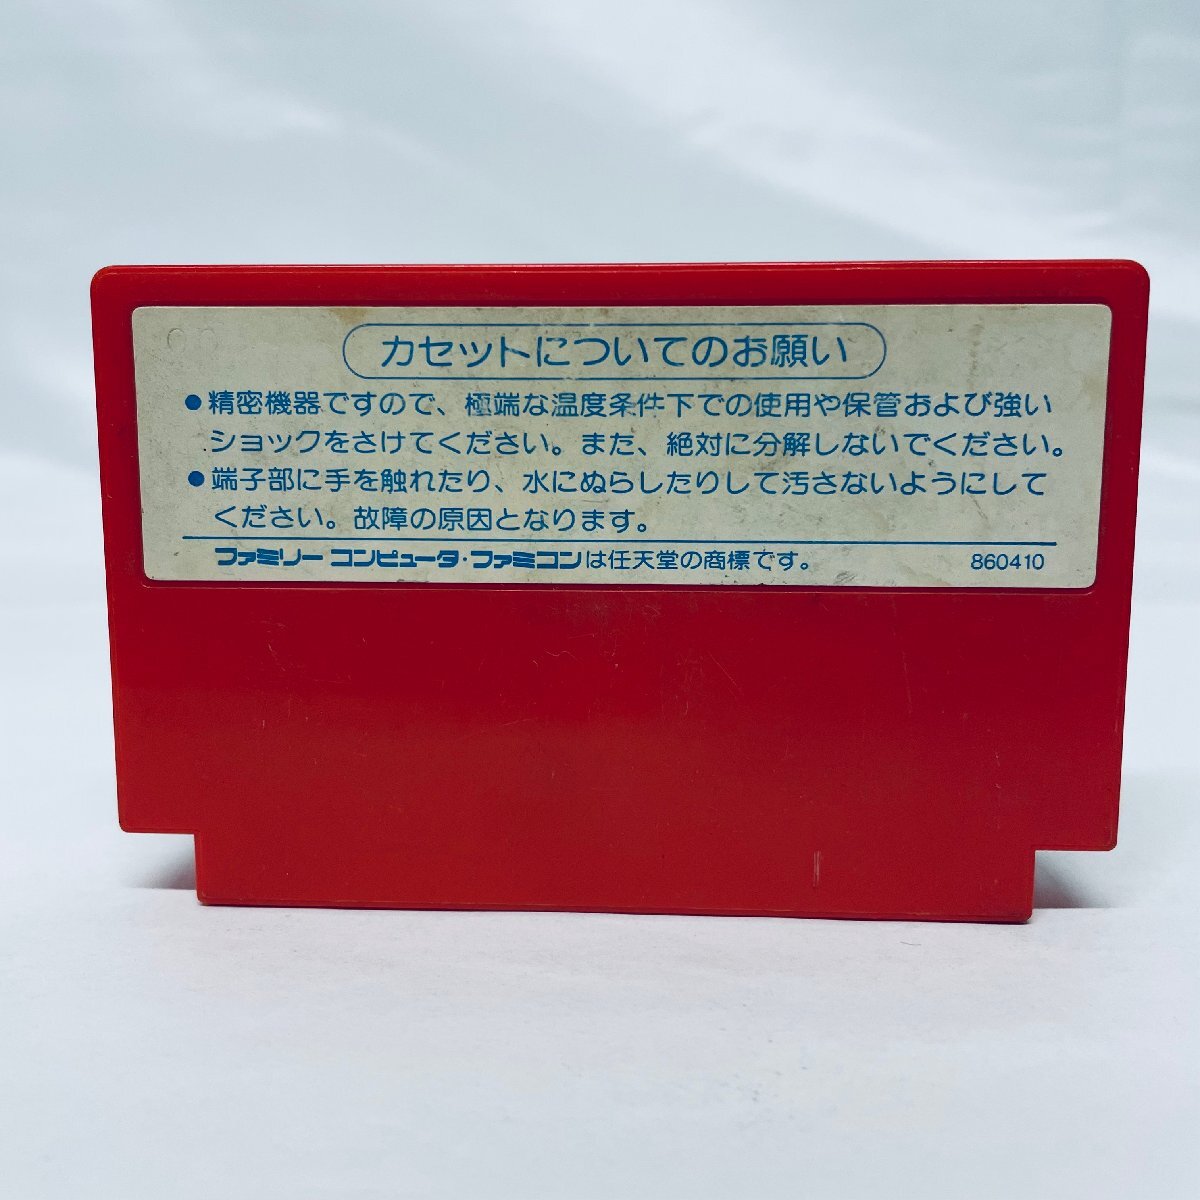 カセットについてのお願い
●精密機器ですので、極端な温度条件下での使用や保管および強い
ショックをさけてください。また、絶対に分解しないでください。
●端子部に手を触れたり、水にぬらしたりして汚さないようにして
ください。故障の原因となります。
ファミリーコンピュータ・ファミコンは任天堂の商標です。 860410